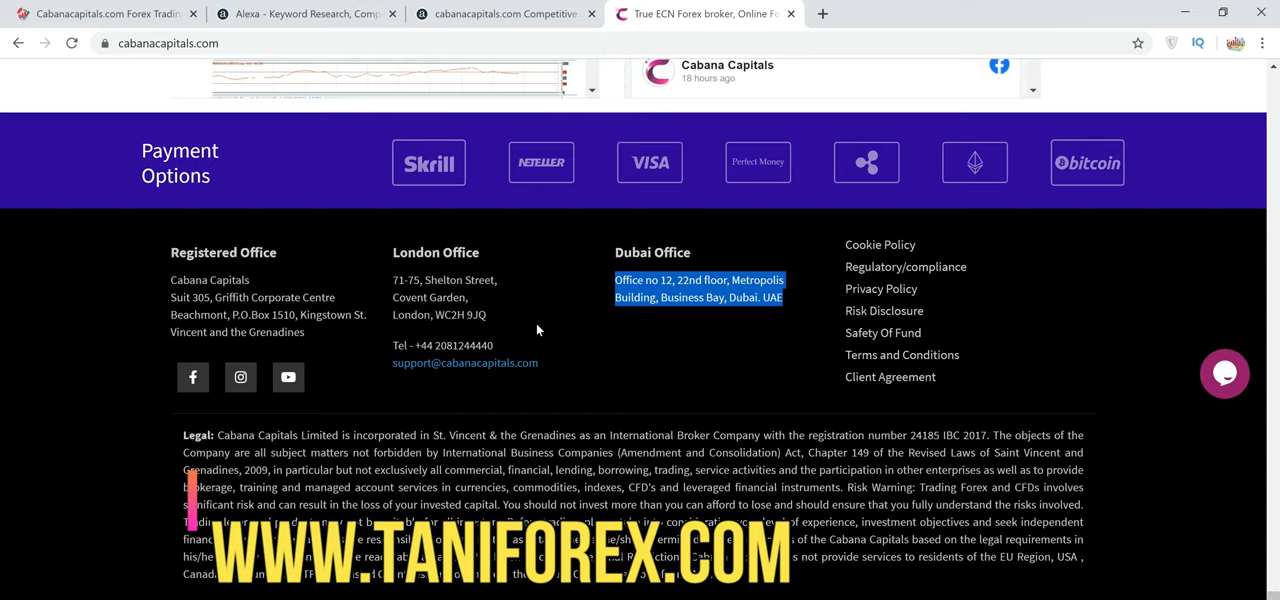 Cabanacapitals.com Forex Tradin
Alexa - Keyword Research, Comp
cabanacapitals.com Competitive
True ECN Forex broker, Online Fo
cabanacapitals.com
Cabana Capitals
18 hours ago
Payment
Options
Skrill
NETELLER
VISA
Perfect Money
bitcoin
Registered Office
Cabana Capitals
Suit 305, Griffith Corporate Centre
Beachmont, P.O.Box 1510, Kingstown St.
Vincent and the Grenadines
London Office
71-75, Shelton Street,
Covent Garden,
London, WC2H 9JQ
Tel - +44 2081244440
support@cabanacapitals.com
Dubai Office
Office no 12, 22nd floor, Metropolis
Building, Business Bay, Dubai. UAE
Cookie Policy
Regulatory/compliance
Privacy Policy
Risk Disclosure
Safety Of Fund
Terms and Conditions
Client Agreement
Legal: Cabana Capitals Limited is incorporated in St. Vincent & the Grenadines as an International Broker Company with the registration number 24185 IBC 2017. The objects of the
Company are all subject matters not forbidden by International Business Companies (Amendment and Consolidation) Act, Chapter 149 of the Revised Laws of Saint Vincent and
Grenadines, 2009, in particular but not exclusively all commercial, financial, lending, borrowing, trading, service activities and the participation in other enterprises as well as to provide
brokerage, training and managed account services in currencies, commodities, indexes, CFD's and leveraged financial instruments. Risk Warning: Trading Forex and CFDs involves
significant risk and can result in the loss of your invested capital. You should not invest more than you can afford to lose and should ensure that you fully understand the risks involved.
experience, investment objectives and seek independent
of the Cabana Capitals based on the legal requirements in
not provide services to residents of the EU Region, USA ,
WWW.TANIFOREX.COM